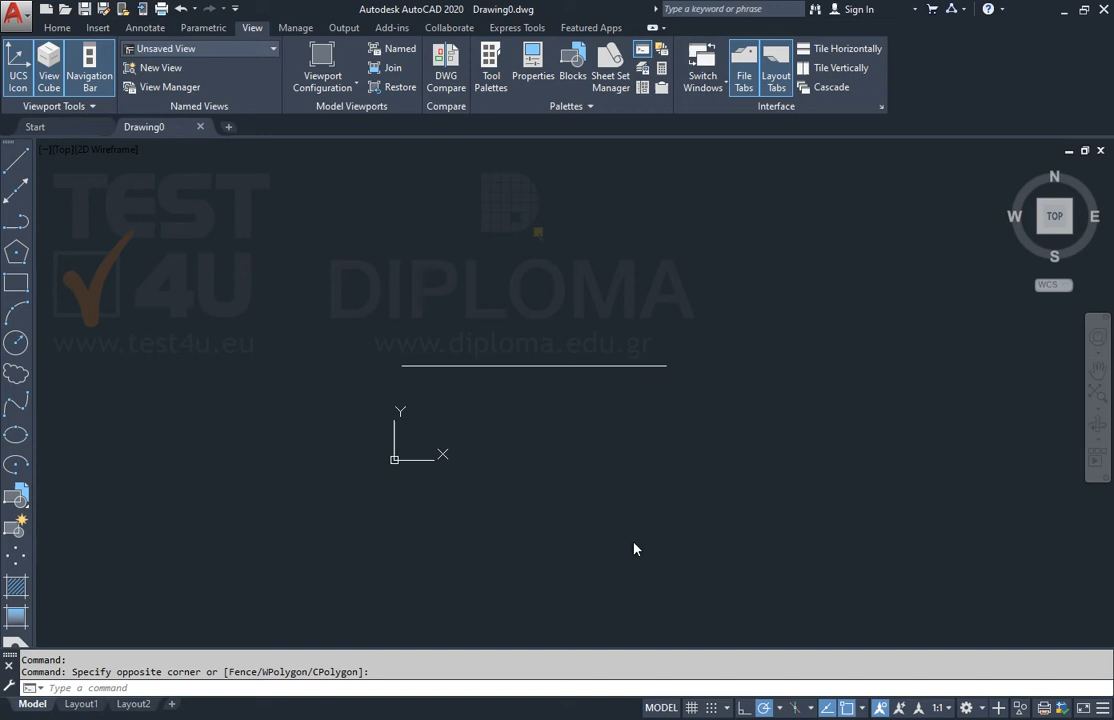 Autodesk AutoCAD 2020 Drawing0.dwg
Type a keyword or phrase
Sign In
Home Insert Annotate Parametric View Manage Output Add-ins Collaborate Express Tools Featured Apps
UCS Icon
View Cube
Navigation Bar
Unsaved View
New View
View Manager
Viewport Configuration
Named
Join
Restore
DWG Compare
Tool Palettes
Properties
Blocks
Sheet Set Manager
Switch Windows
File Tabs
Layout Tabs
Tile Horizontally
Tile Vertically
Cascade
Viewport Tools
Named Views
Model Viewports
Compare
Palettes
Interface
Start Drawing0
[−][Top][2D Wireframe]
N
W TOP E
S
WCS
TEST
4U
D.
DIPLOMA
www.test4u.eu
www.diploma.edu.gr
Y
X
Command:
Command: Specify opposite corner or [Fence/WPolygon/CPolygon]:
Type a command
Model Layout1 Layout2 +
MODEL
1:1